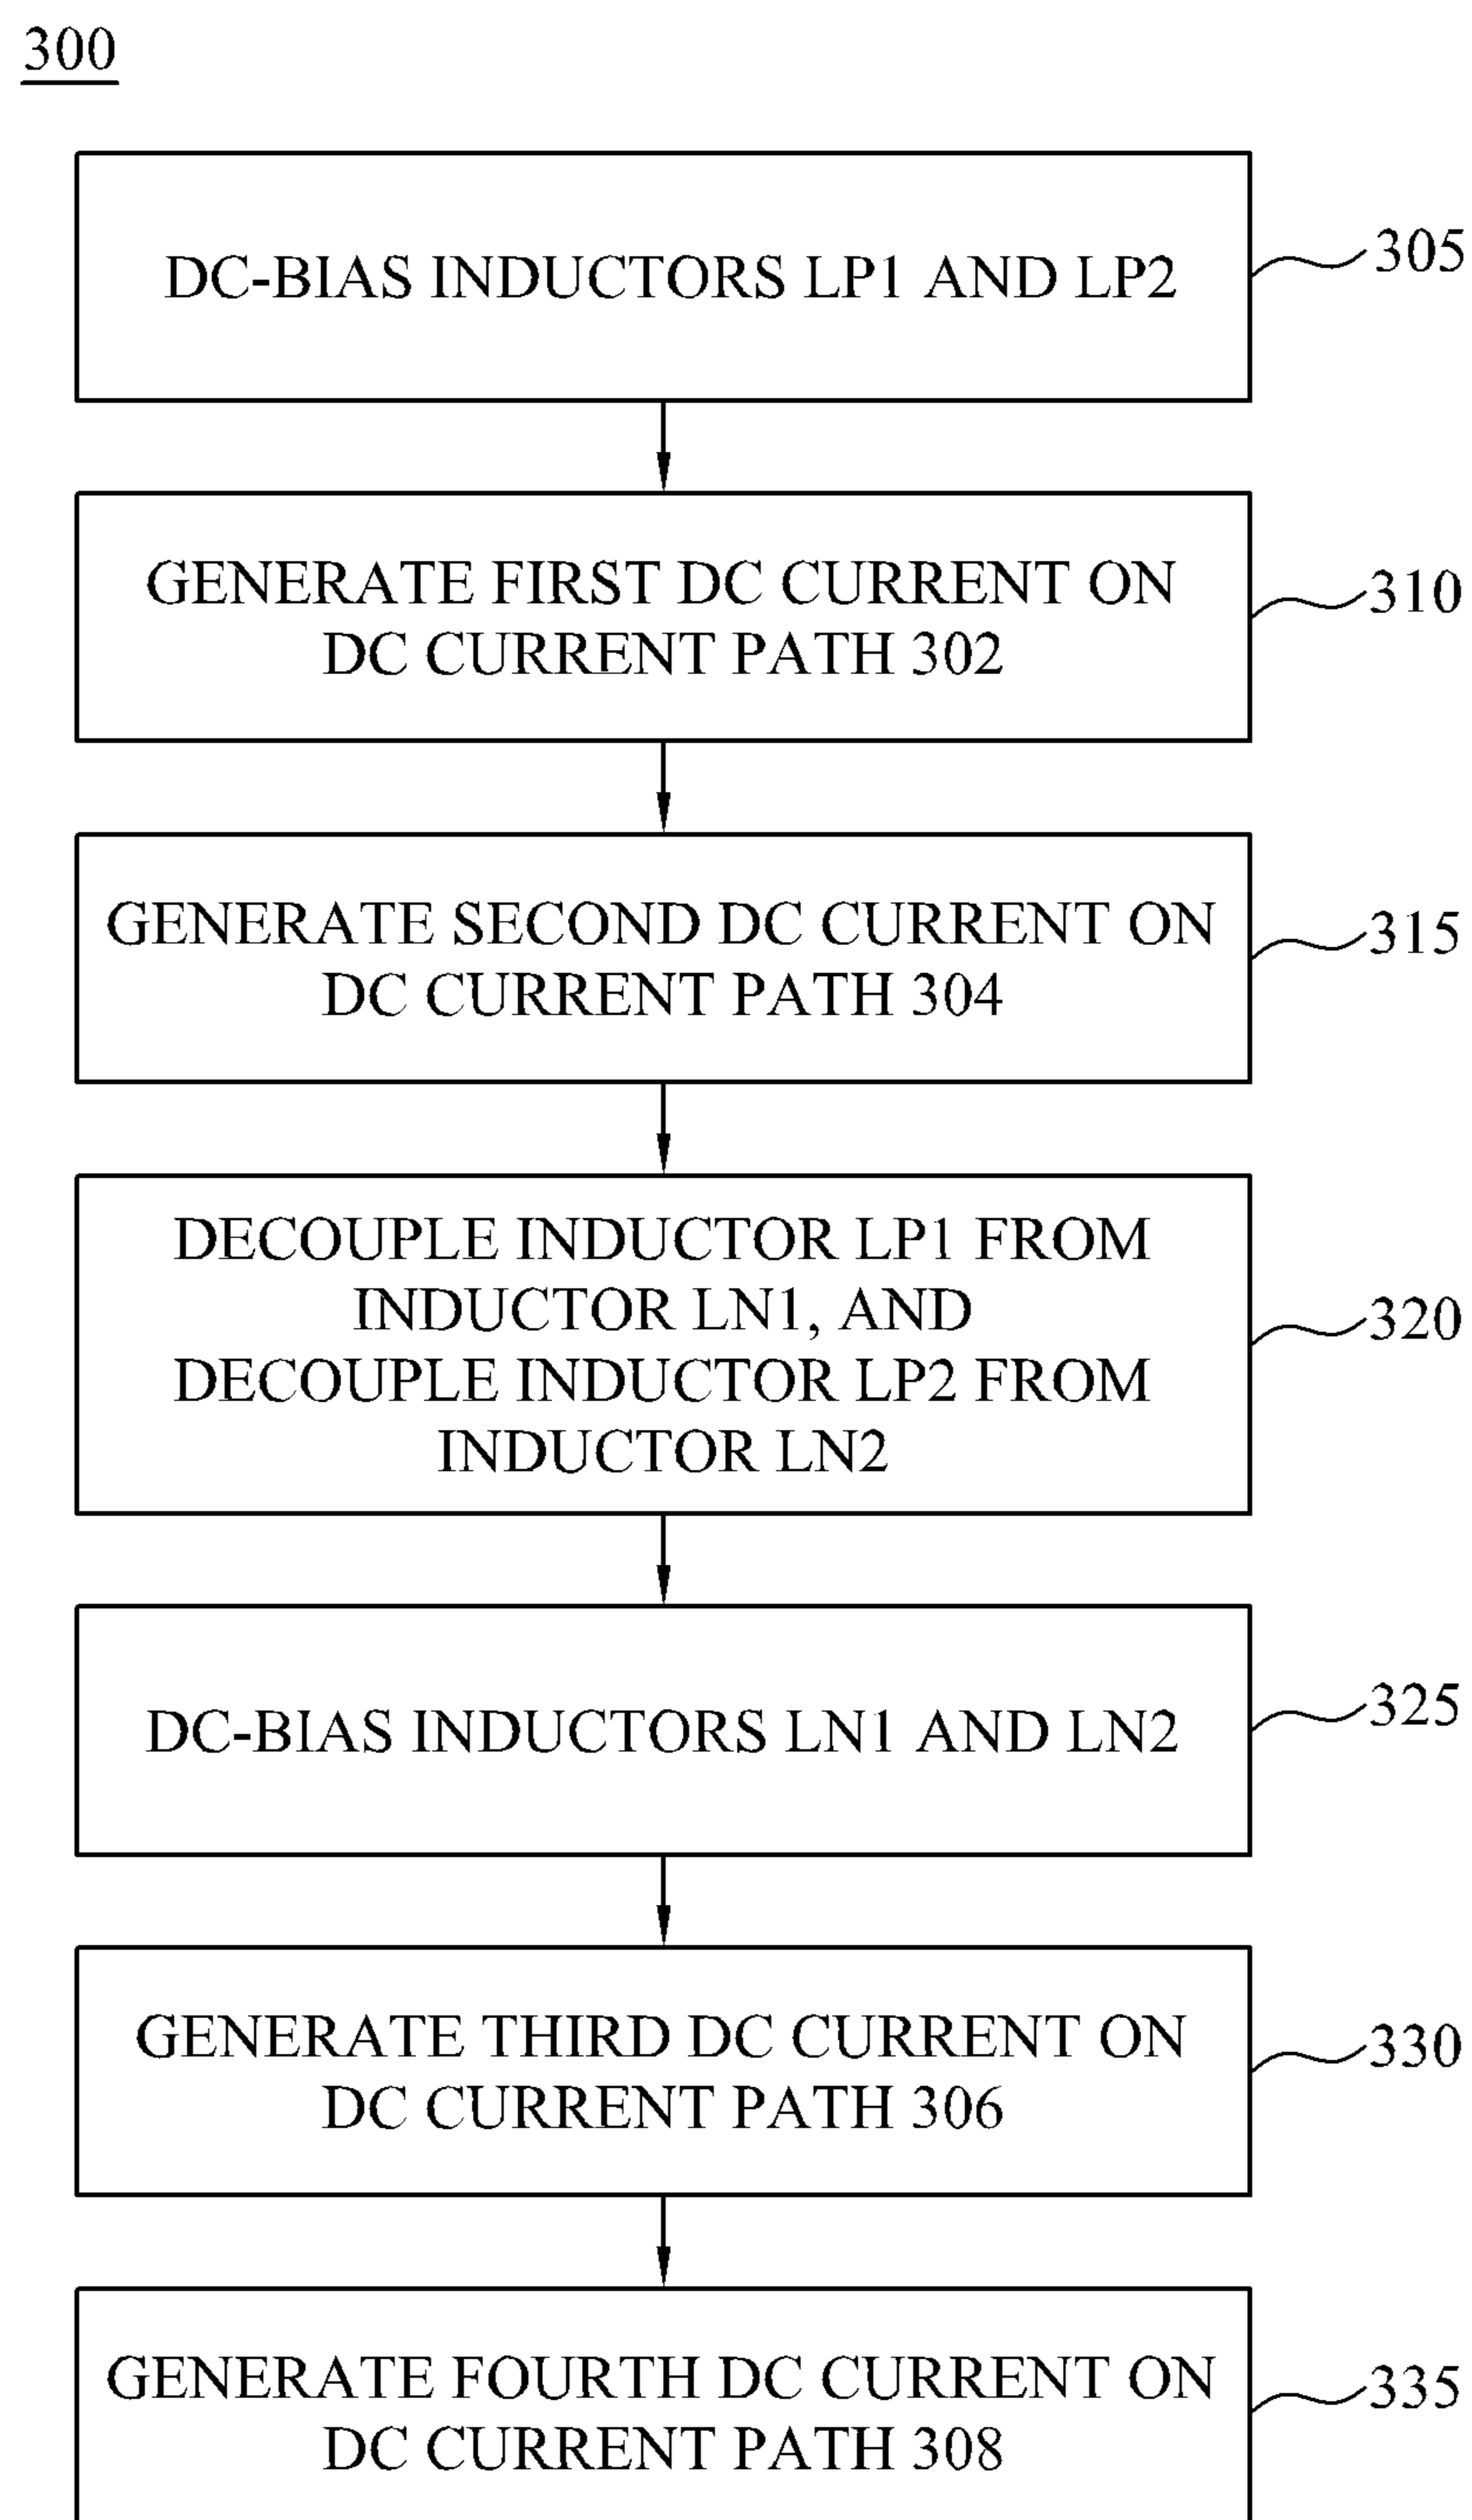 300
DC-BIAS INDUCTORS LP1 AND LP2
305
GENERATE FIRST DC CURRENT ON
DC CURRENT PATH 302
310
GENERATE SECOND DC CURRENT ON
DC CURRENT PATH 304
315
DECOUPLE INDUCTOR LP1 FROM
INDUCTOR LN1, AND
DECOUPLE INDUCTOR LP2 FROM
INDUCTOR LN2
320
DC-BIAS INDUCTORS LN1 AND LN2
325
GENERATE THIRD DC CURRENT ON
DC CURRENT PATH 306
330
GENERATE FOURTH DC CURRENT ON
DC CURRENT PATH 308
335